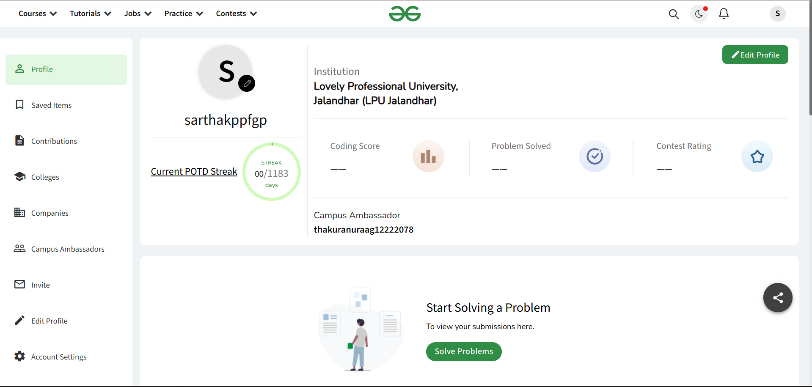 Courses
Tutorials
Jobs
Practice
Contests
S
Profile
Saved Items
Contributions
Colleges
Companies
Campus Ambassadors
Invite
Edit Profile
Account Settings
S
sarthakppfgp
Current POTD Streak
STREAK
00/1183
days
Edit Profile
Institution
Lovely Professional University,
Jalandhar (LPU Jalandhar)
Coding Score
__
Problem Solved
__
Contest Rating
__
Campus Ambassador
thakuranuraag12222078
Start Solving a Problem
To view your submissions here.
Solve Problems